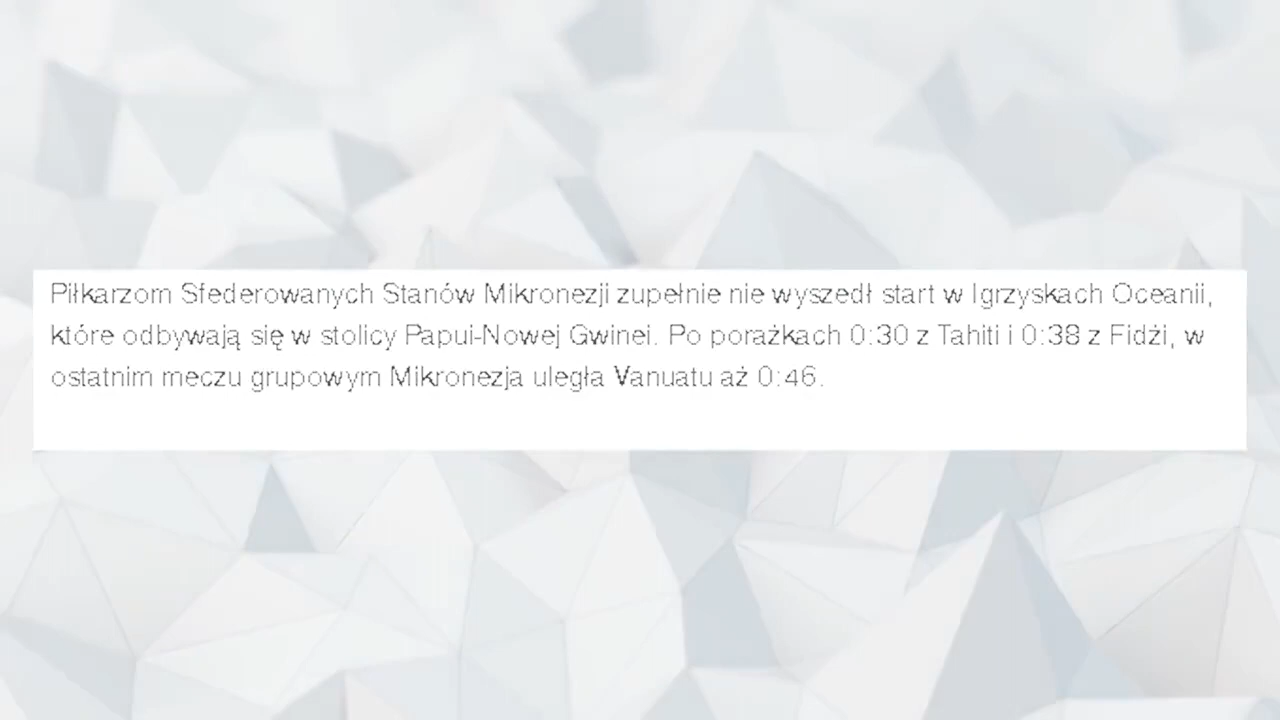 Piłkarzom Sfederowanych Stanów Mikronezji zupełnie nie wyszedł start w Igrzyskach Oceanii,
które odbywają się w stolicy Papui-Nowej Gwinei. Po porażkach 0:30 z Tahiti i 0:38 z Fidżi, w
ostatnim meczu grupowym Mikronezja uległa Vanuatu aż 0:46.